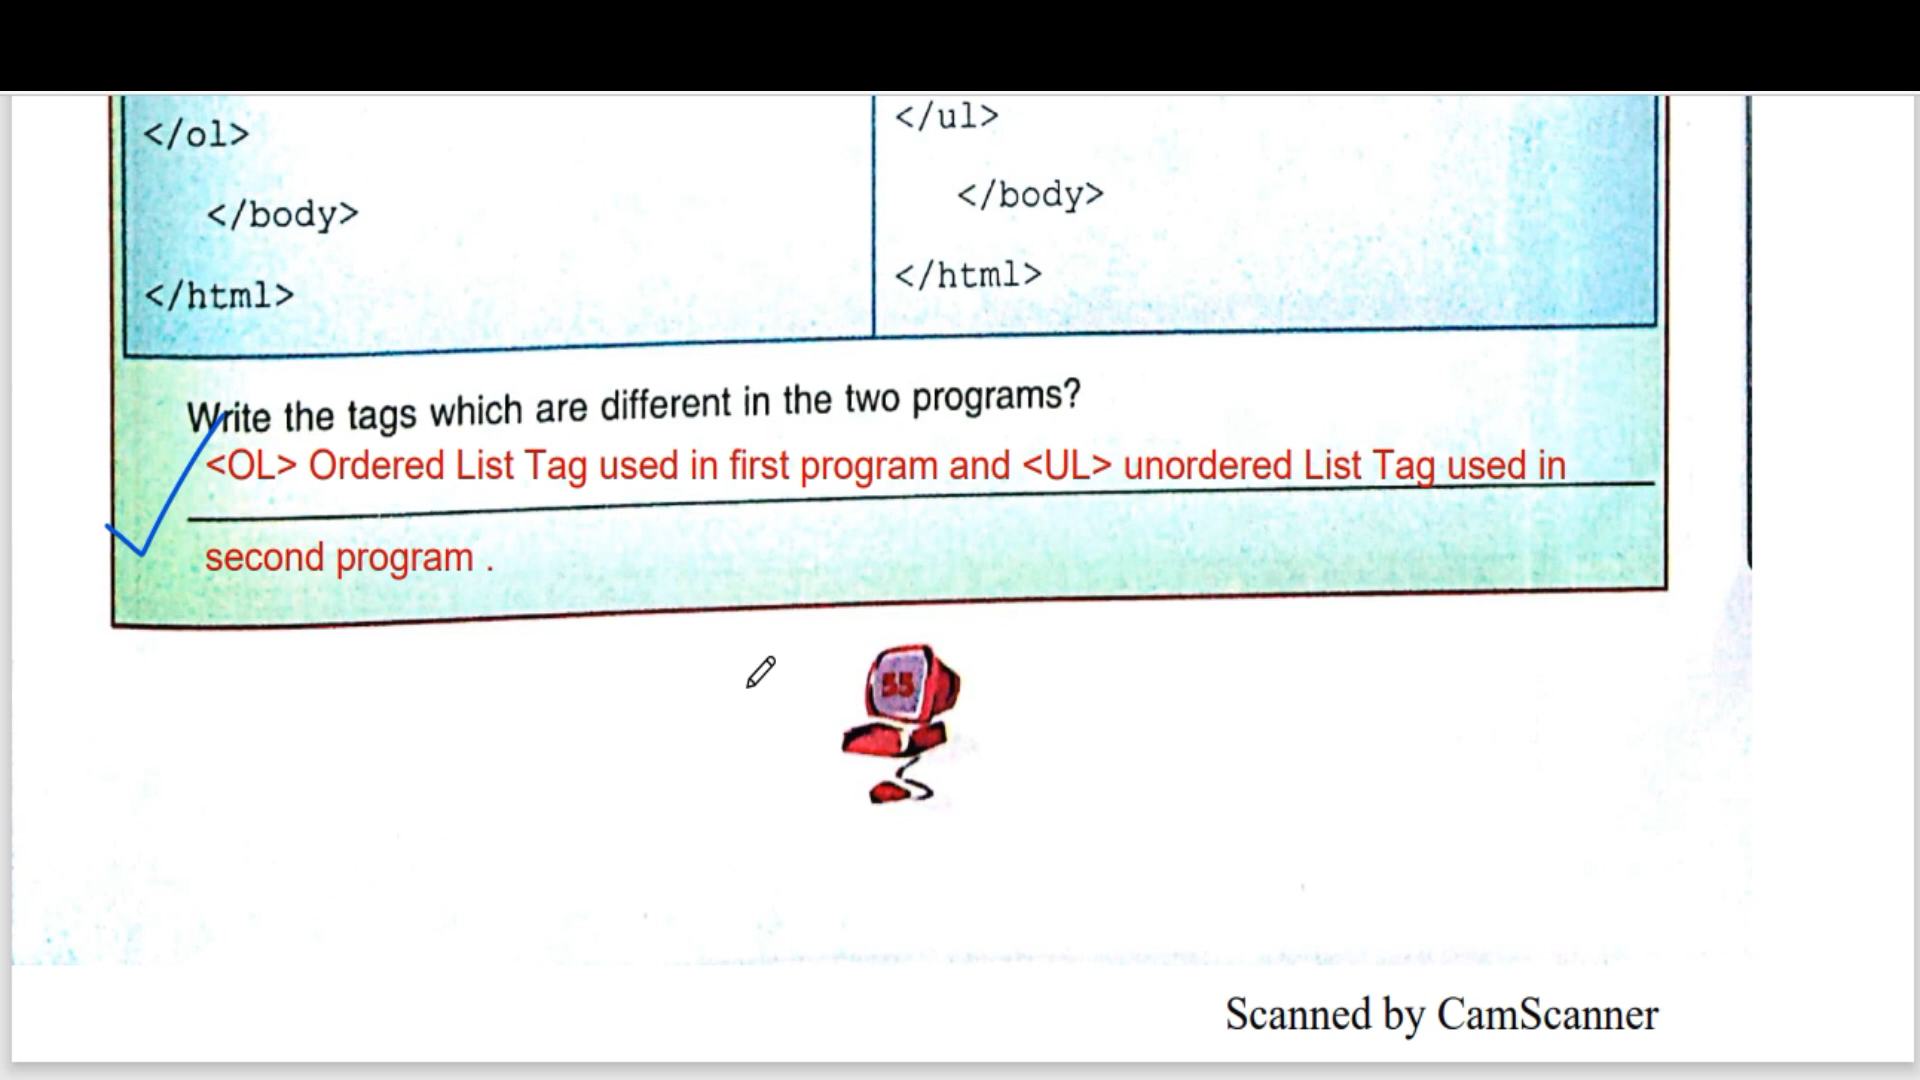 </ol>
</body>
</html>
</ul>
</body>
</html>
Write the tags which are different in the two programs?
<OL> Ordered List Tag used in first program and <UL> unordered List Tag used in
second program .
55
Scanned by CamScanner